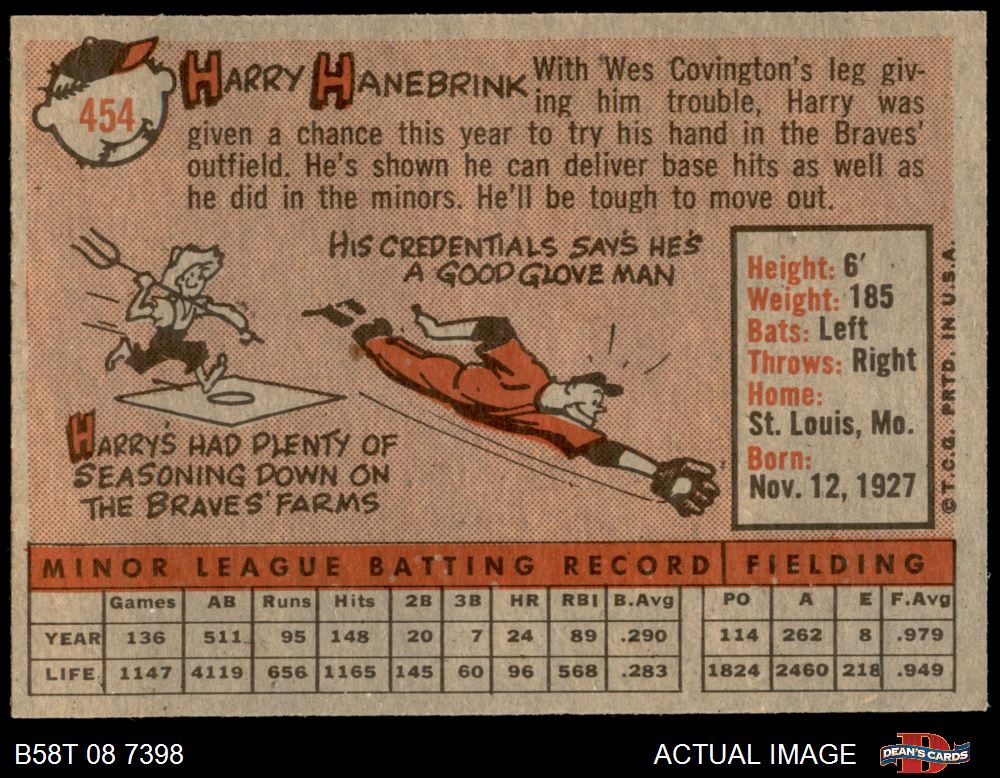 454
HARRY HANEBRINK
With Wes Covington's leg giv-
ing him trouble, Harry was
given a chance this year to try his hand in the Braves'
outfield. He's shown he can deliver base hits as well as
he did in the minors. He'll be tough to move out.
HIS CREDENTIALS SAYS HE'S
A GOOD GLOVE MAN
HARRY'S HAD PLENTY OF
SEASONING DOWN ON
THE BRAVES' FARMS
Height: 6'
Weight: 185
Bats: Left
Throws: Right
Home:
St. Louis, Mo.
Born:
Nov. 12, 1927
© T.C.G. PRTD. IN U.S.A.
MINOR LEAGUE BATTING RECORD FIELDING
Games AB Runs Hits 2B 3B HR RBI B.Avg PO A E F.Avg
YEAR 136 511 95 148 20 7 24 89 .290 114 262 8 .979
LIFE 1147 4119 656 1165 145 60 96 568 .283 1824 2460 218 .949
B58T 08 7398 ACTUAL IMAGE DEAN'S CARDS